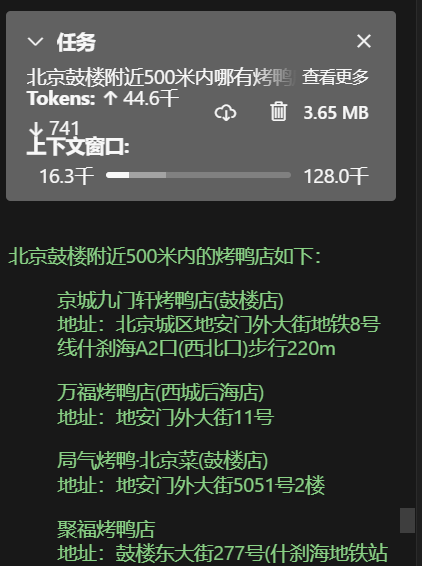 任务
北京鼓楼附近500米内哪有烤鸭 查看更多
Tokens: ↑ 44.6千
3.65 MB
↓ 741
上下文窗口:
16.3千 128.0千
北京鼓楼附近500米内的烤鸭店如下:
京城九门轩烤鸭店(鼓楼店)
地址：北京城区地安门外大街地铁8号
线什刹海A2口(西北口)步行220m
万福烤鸭店(西城后海店)
地址：地安门外大街11号
局气烤鸭·北京菜(鼓楼店)
地址：地安门外大街5051号2楼
聚福烤鸭店
地址：鼓楼东大街277号(什刹海地铁站